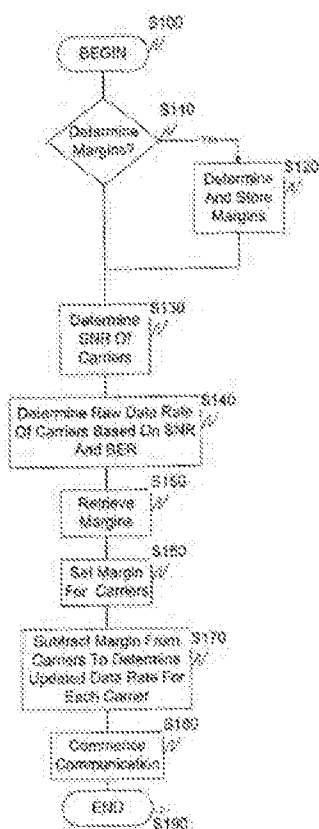 S100
BEGIN
S110
Determine
Margins?
Yes
S120
Determine
And Store
Margins
S130
Determine
SNR Of
Carriers
S140
Determine Raw Data Rate
Of Carriers Based On SNR
And BER
S150
Retrieve
Margins
S160
Set Margin
For Carriers
S170
Subtract Margin From
Carriers To Determine
Updated Data Rate For
Each Carrier
S180
Commence
Communication
END
S190